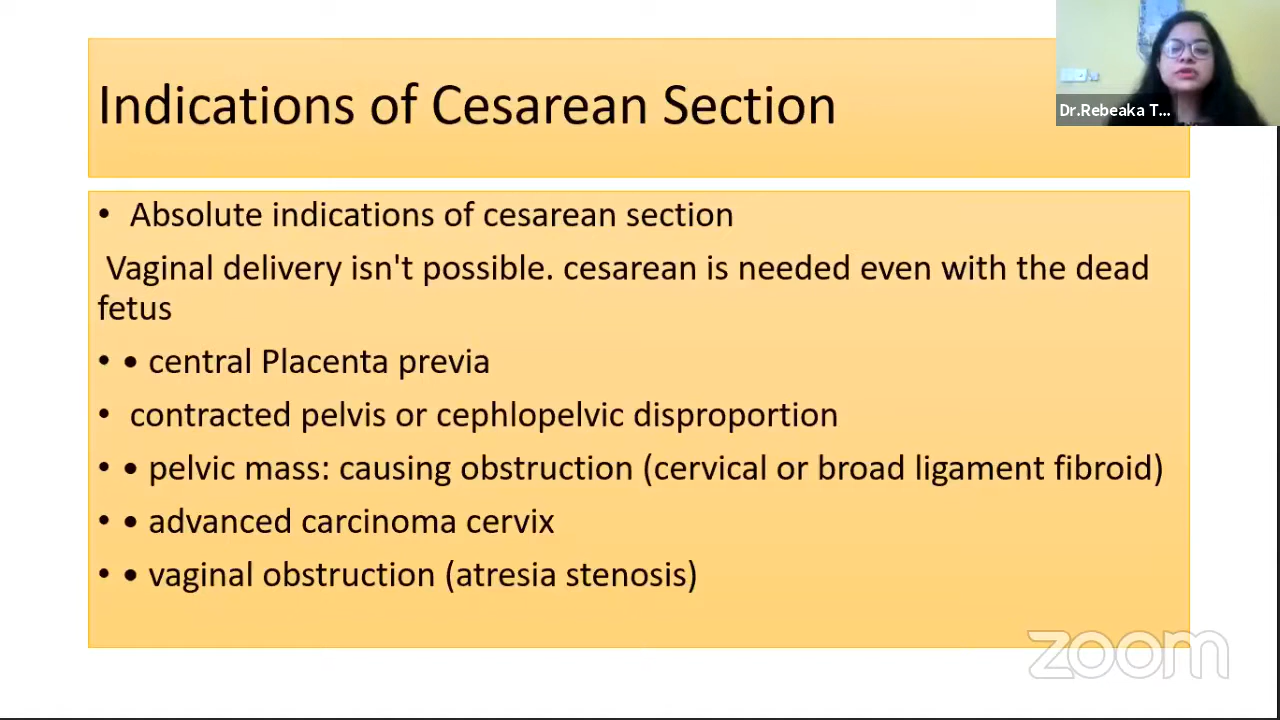 Indications of Cesarean Section
Dr.Rebeaka T...
• Absolute indications of cesarean section
Vaginal delivery isn't possible. cesarean is needed even with the dead
fetus
• • central Placenta previa
• contracted pelvis or cephlopelvic disproportion
• • pelvic mass: causing obstruction (cervical or broad ligament fibroid)
• • advanced carcinoma cervix
• • vaginal obstruction (atresia stenosis)
zoom